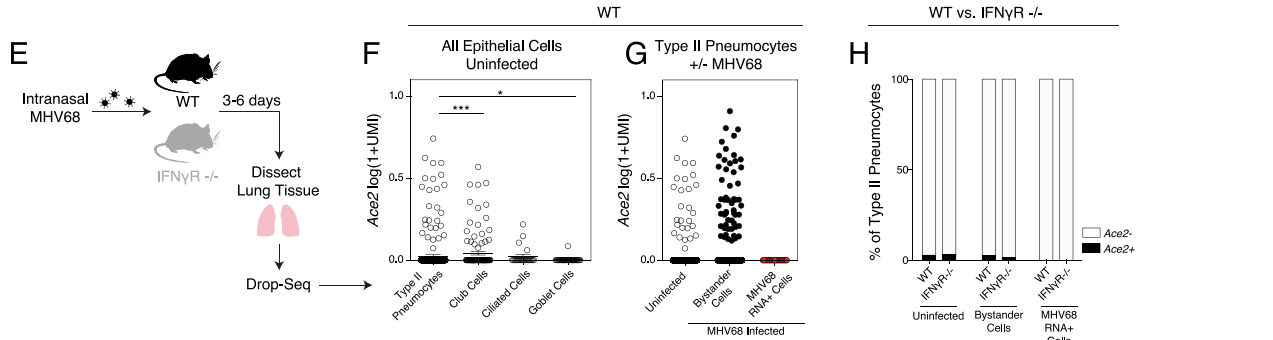 WT
WT vs. IFNγR -/-
E
Intranasal
MHV68
WT
IFNγR -/-
3-6 days
Dissect
Lung Tissue
Drop-Seq
F
All Epithelial Cells
Uninfected
Ace2 log(1+UMI)
1.0
0.5
0.0
*
***
Type II
Pneumocytes
Club Cells
Ciliated Cells
Goblet Cells
G
Type II Pneumocytes
+/- MHV68
Ace2 log(1+UMI)
1.0
0.5
0.0
Uninfected
Bystander
Cells
MHV68
RNA+ Cells
MHV68 Infected
H
% of Type II Pneumocytes
100
50
0
WT
IFNγR-/-
WT
IFNγR-/-
WT
IFNγR-/-
Uninfected
Bystander
Cells
MHV68
RNA+
Cells
Ace2-
Ace2+